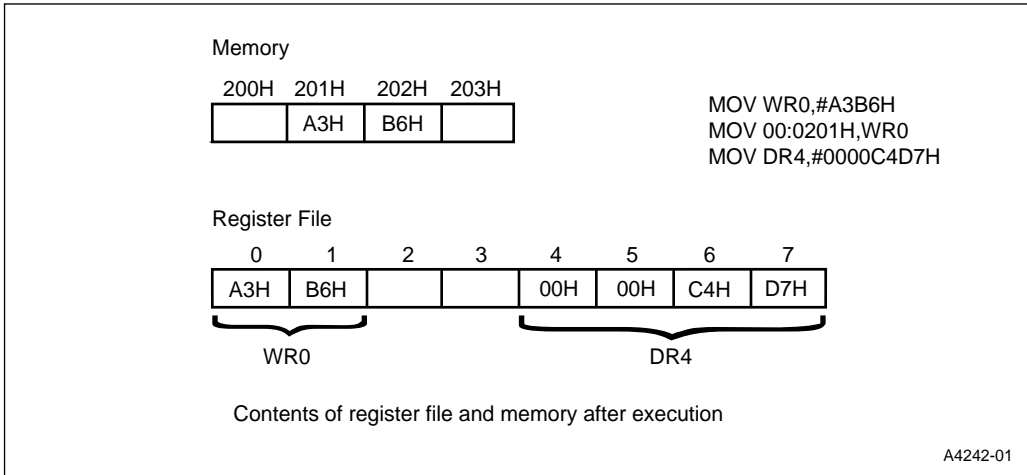 Memory
200H 201H 202H 203H
A3H B6H
MOV WR0,#A3B6H
MOV 00:0201H,WR0
MOV DR4,#0000C4D7H
Register File
0 1 2 3 4 5 6 7
A3H B6H 00H 00H C4H D7H
WR0 DR4
Contents of register file and memory after execution
A4242-01